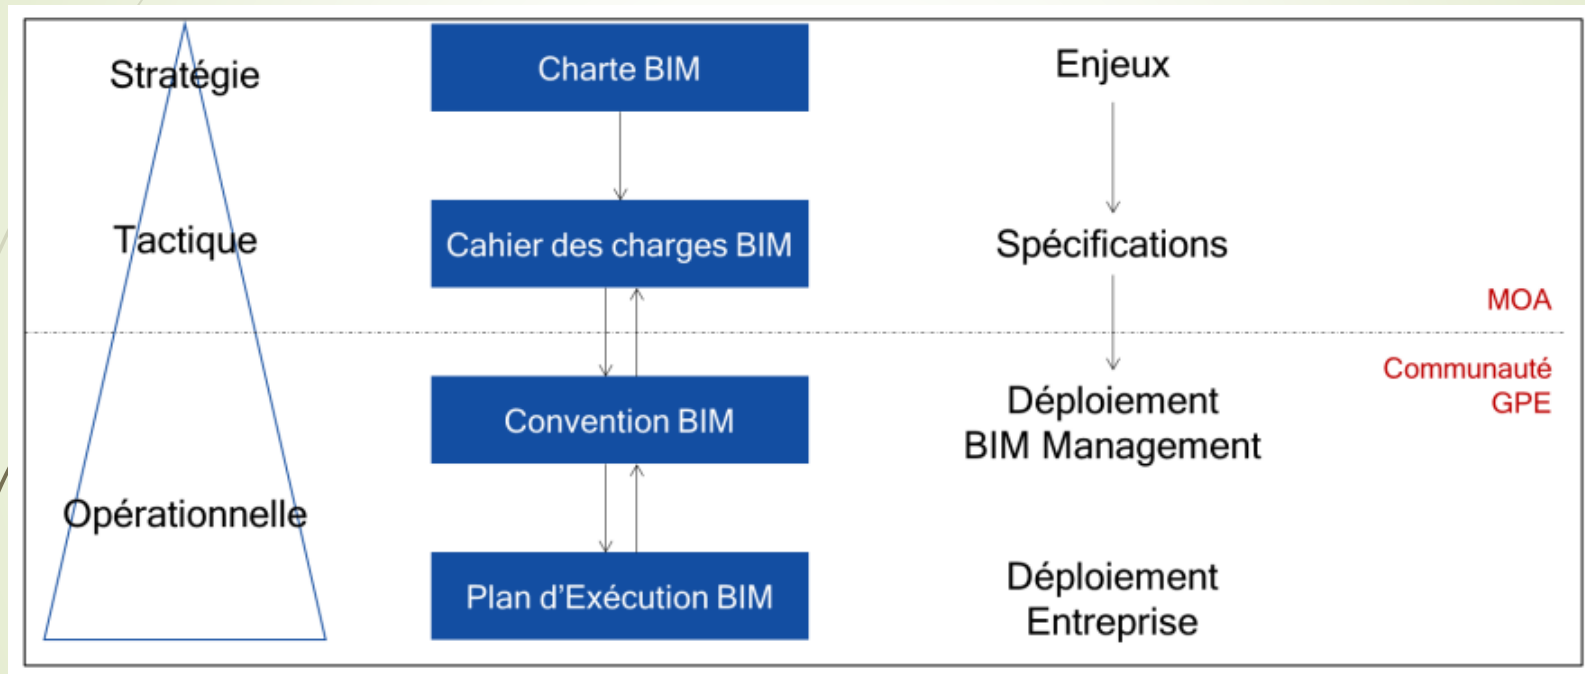 Stratégie
Charte BIM
Enjeux
Tactique
Cahier des charges BIM
Spécifications
MOA
Communauté
GPE
Convention BIM
Déploiement
BIM Management
Opérationnelle
Plan d’Exécution BIM
Déploiement
Entreprise